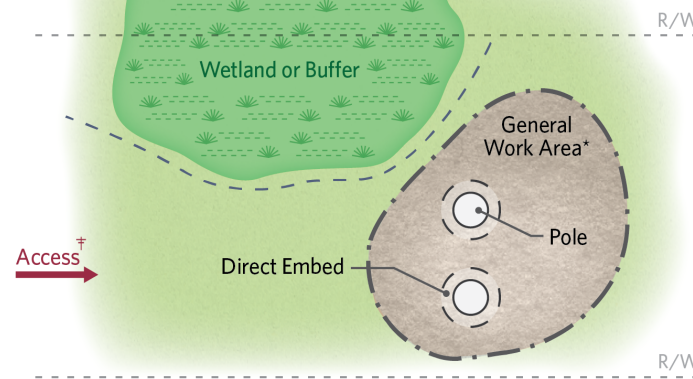 R/W
Wetland or Buffer
General
Work Area*
Access‡
Pole
Direct Embed
R/W